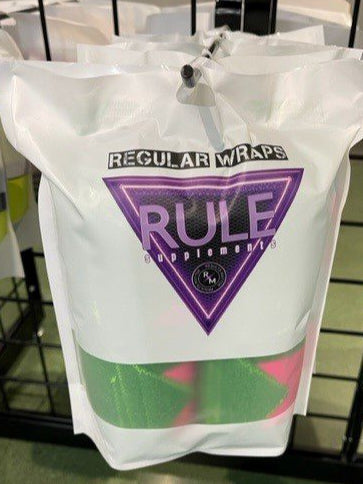 REGULAR WRAPS
RULE
supplements
RM